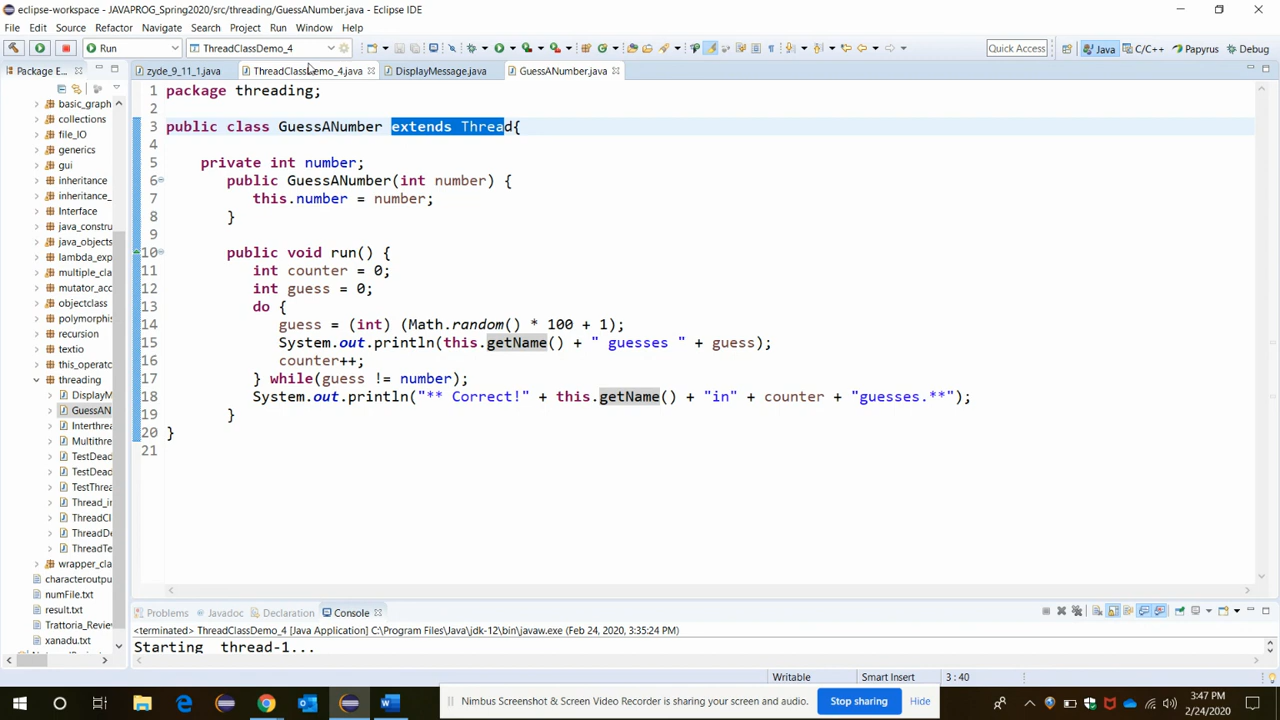 eclipse-workspace - JAVAPROG_Spring2020/src/threading/GuessANumber.java - Eclipse IDE
File Edit Source Refactor Navigate Search Project Run Window Help
Run ThreadClassDemo_4 Quick Access Java C/C++ Papyrus Debug
Package E... zyde_9_11_1.java ThreadClassDemo_4.java DisplayMessage.java GuessANumber.java
basic_graph
collections
file_IO
generics
gui
inheritance
inheritance_
Interface
java_constru
java_objects
lambda_exp
multiple_cla
mutator_acc
objectclass
polymorphis
recursion
textio
this_operato
threading
DisplayM
GuessAN
Interthrea
Multithrea
TestDead
TestDead
TestThrea
Thread_in
ThreadCl
ThreadDe
ThreadTe
wrapper_cla
characteroutpu
numFile.txt
result.txt
Trattoria_Review
xanadu.txt
1 package threading;
2
3 public class GuessANumber extends Thread{
4
5 private int number;
6 public GuessANumber(int number) {
7 this.number = number;
8 }
9
10 public void run() {
11 int counter = 0;
12 int guess = 0;
13 do {
14 guess = (int) (Math.random() * 100 + 1);
15 System.out.println(this.getName() + " guesses " + guess);
16 counter++;
17 } while(guess != number);
18 System.out.println("** Correct!" + this.getName() + "in" + counter + "guesses.**");
19 }
20 }
21
Problems Javadoc Declaration Console
<terminated> ThreadClassDemo_4 [Java Application] C:\Program Files\Java\jdk-12\bin\javaw.exe (Feb 24, 2020, 3:35:24 PM)
Starting thread-1...
Writable Smart Insert 3 : 40
Nimbus Screenshot & Screen Video Recorder is sharing your screen and audio. Stop sharing Hide
3:47 PM
2/24/2020